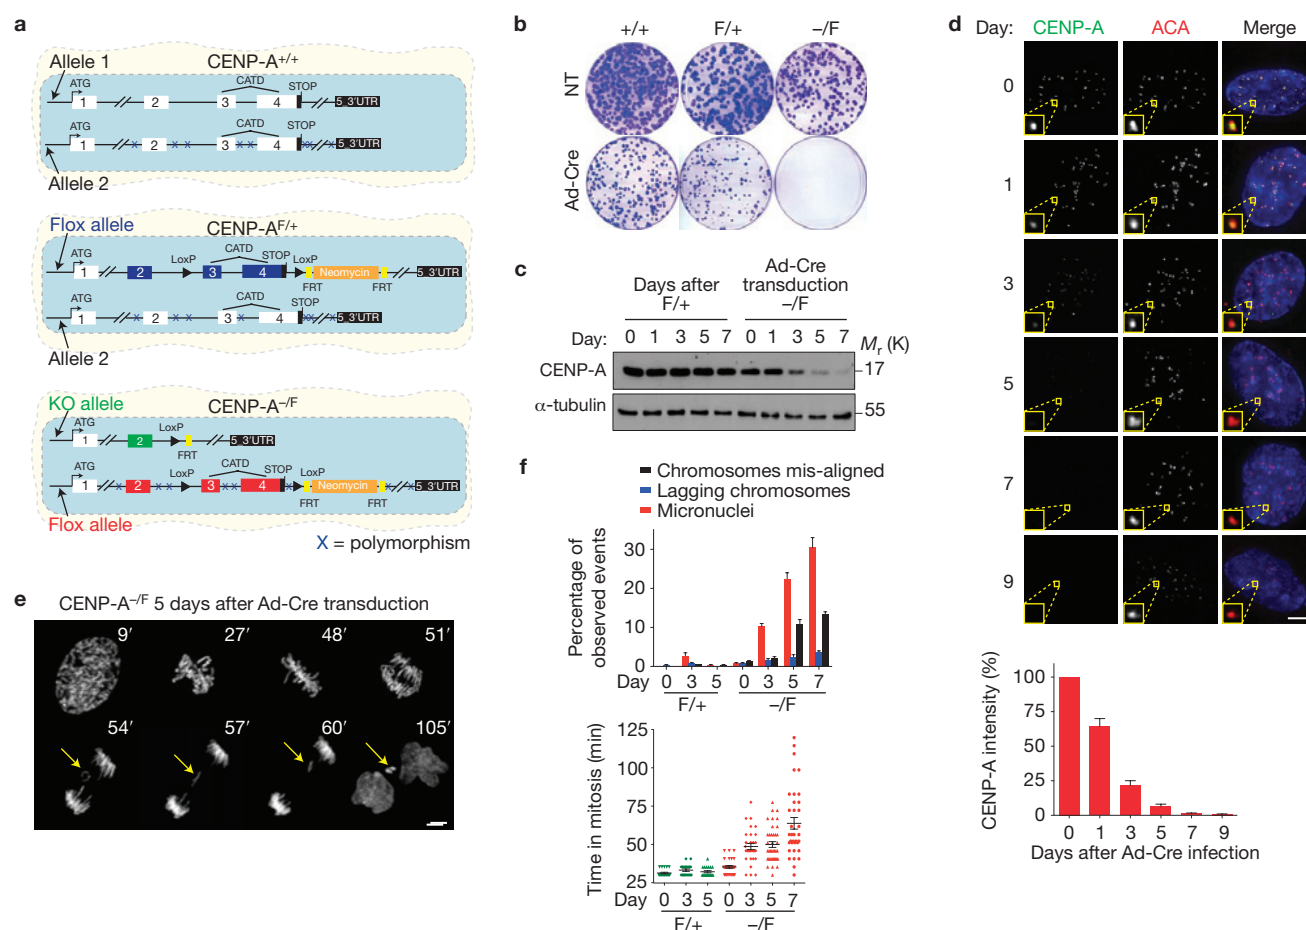 a
CENP-A+/+
Allele 1
ATG
CATD
STOP
1 2 3 4 5 3'UTR
ATG
CATD
STOP
1 x 2 x x 3 x x 4 x x x 5 3'UTR
Allele 2
Flox allele
CENP-AF/+
ATG
LoxP
CATD
STOP
LoxP
1 2 3 4 Neomycin 5 3'UTR
FRT FRT
ATG
CATD
STOP
1 x 2 x x 3 x 4 x x x 5 3'UTR
Allele 2
KO allele
CENP-A−/F
ATG
LoxP
1 2 5 3'UTR
FRT
ATG
LoxP
CATD
STOP
LoxP
1 x 2 x x 3 x x 4 x Neomycin x x 5 3'UTR
FRT FRT
Flox allele
X = polymorphism
b
+/+ F/+ −/F
NT
Ad-Cre
c
Days after Ad-Cre transduction
F/+ −/F
Day: 0 1 3 5 7 0 1 3 5 7 Mr (K)
CENP-A 17
α-tubulin 55
d
Day: CENP-A ACA Merge
0
1
3
5
7
9
CENP-A intensity (%)
100
75
50
25
0
0 1 3 5 7 9
Days after Ad-Cre infection
e
CENP-A−/F 5 days after Ad-Cre transduction
9′ 27′ 48′ 51′
54′ 57′ 60′ 105′
f
Chromosomes mis-aligned
Lagging chromosomes
Micronuclei
Percentage of
observed events
30
20
10
0
Day 0 3 5 0 3 5 7
F/+ −/F
Time in mitosis (min)
125
100
75
50
25
Day 0 3 5 0 3 5 7
F/+ −/F